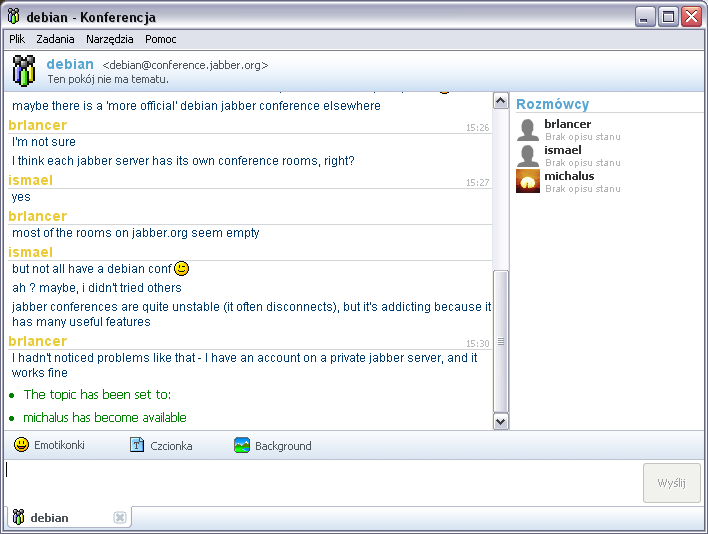 debian - Konferencja
Plik Zadania Narzędzia Pomoc
debian <debian@conference.jabber.org>
Ten pokój nie ma tematu.
maybe there is a 'more official' debian jabber conference elsewhere
brlancer 15:26
I'm not sure
I think each jabber server has its own conference rooms, right?
ismael 15:27
yes
brlancer
most of the rooms on jabber.org seem empty
ismael
but not all have a debian conf
ah ? maybe, i didn't tried others
jabber conferences are quite unstable (it often disconnects), but it's addicting because it
has many useful features
brlancer 15:30
I hadn't noticed problems like that - I have an account on a private jabber server, and it
works fine
The topic has been set to:
michalus has become available
Rozmówcy
brlancer
Brak opisu stanu
ismael
Brak opisu stanu
michalus
Brak opisu stanu
Emotikonki Czcionka Background
Wyślij
debian